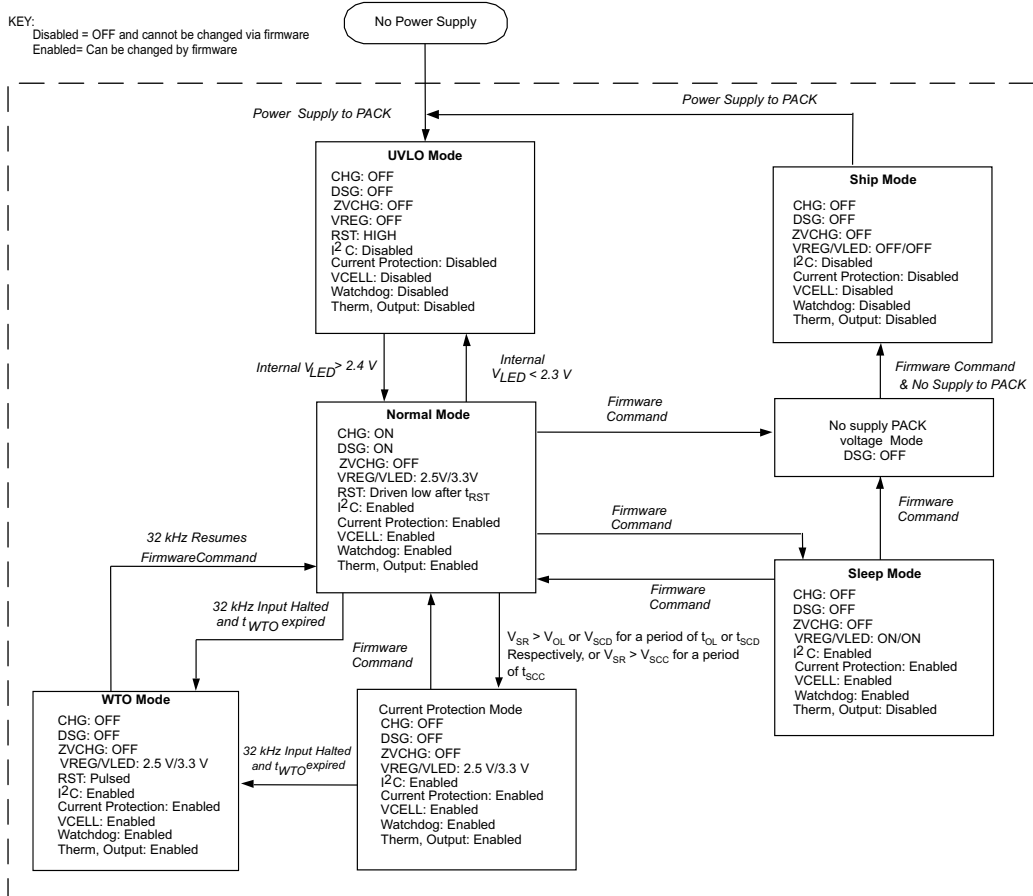 KEY:
Disabled = OFF and cannot be changed via firmware
Enabled= Can be changed by firmware
No Power Supply
Power Supply to PACK
Power Supply to PACK
UVLO Mode
CHG: OFF
DSG: OFF
ZVCHG: OFF
VREG: OFF
RST: HIGH
I2 C: Disabled
Current Protection: Disabled
VCELL: Disabled
Watchdog: Disabled
Therm, Output: Disabled
Ship Mode
CHG: OFF
DSG: OFF
ZVCHG: OFF
VREG/VLED: OFF/OFF
I2 C: Disabled
Current Protection: Disabled
VCELL: Disabled
Watchdog: Disabled
Therm, Output: Disabled
Internal VLED> 2.4 V
Internal
VLED < 2.3 V
Firmware Command
& No Supply to PACK
Normal Mode
CHG: ON
DSG: ON
ZVCHG: OFF
VREG/VLED: 2.5V/3.3V
RST: Driven low after tRST
I2C: Enabled
Current Protection: Enabled
VCELL: Enabled
Watchdog: Enabled
Therm, Output: Enabled
Firmware
Command
No supply PACK
voltage Mode
DSG: OFF
Firmware
Command
Firmware
Command
32 kHz Resumes
FirmwareCommand
Firmware
Command
Sleep Mode
CHG: OFF
DSG: OFF
ZVCHG: OFF
VREG/VLED: ON/ON
I2 C: Enabled
Current Protection: Enabled
VCELL: Enabled
Watchdog: Enabled
Therm, Output: Disabled
32 kHz Input Halted
and tWTO expired
Firmware
Command
VSR > VOL or VSCD for a period of tOL or tSCD
Respectively, or VSR > VSCC for a period
of tSCC
WTO Mode
CHG: OFF
DSG: OFF
ZVCHG: OFF
VREG/VLED: 2.5 V/3.3 V
RST: Pulsed
I2C: Enabled
Current Protection: Enabled
VCELL: Enabled
Watchdog: Enabled
Therm, Output: Enabled
32 kHz Input Halted
and tWTO expired
Current Protection Mode
CHG: OFF
DSG: OFF
ZVCHG: OFF
VREG/VLED: 2.5 V/3.3 V
I2C: Enabled
Current Protection: Enabled
VCELL: Enabled
Watchdog: Enabled
Therm, Output: Enabled